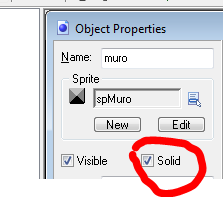 Object Properties
Name: muro
Sprite
spMuro
New Edit
Visible Solid